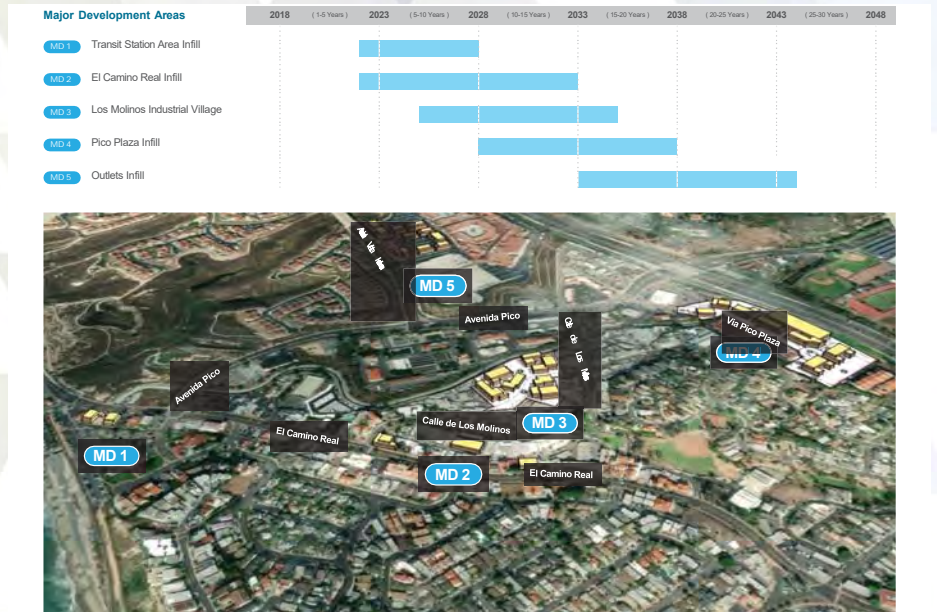 Major Development Areas
2018 ( 1-5 Years ) 2023 ( 5-10 Years ) 2028 ( 10-15 Years ) 2033 ( 15-20 Years ) 2038 ( 20-25 Years ) 2043 ( 25-30 Years ) 2048
MD 1 Transit Station Area Infill
MD 2 El Camino Real Infill
MD 3 Los Molinos Industrial Village
MD 4 Pico Plaza Infill
MD 5 Outlets Infill
MD 5
Avenida Pico
Via Pico Plaza
MD 4
Avenida Pico
Calle de Los Molinos
MD 3
El Camino Real
MD 1
MD 2
El Camino Real